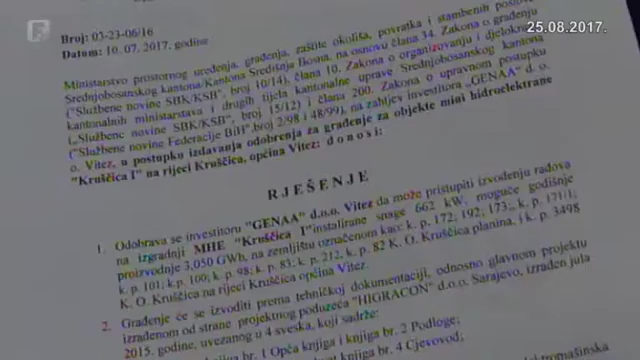 25.08.2017.
Broj: 03-23-06/16
Datum: 10. 07. 2017. godine
Ministarstvo prostornog uređenja, građenja, zaštite okoliša, povratka i stambenih poslova
Srednjobosanskog kantona/Kantona Središnja Bosna, na osnovu člana 34. Zakona o građenju
("Službene novine SBK/KSB", broj 10/14), člana 10. Zakona o organizovanju i djelokrugu
kantonalnih ministarstava i drugih tijela kantonalne uprave Srednjobosanskog kantona
(„Službene novine SBK/KSB", broj 15/12) i člana 200. Zakona o upravnom postupku
("Službene novine Federacije BiH",broj 2/98 i 48/99), na zahtjev investitora „GENAA" d. o.
o. Vitez, u postupku izdavanja odobrenja za građenje za objekte mini hidroelektrane
"Kruščica I" na rijeci Kruščica, općina Vitez: d o n o s i :
R J E Š E N J E
1. Odobrava se investitoru "GENAA" d.o.o. Vitez da može pristupiti izvođenju radova
na izgradnji MHE "Kruščica I"instalirane snage 662 kW, moguće godišnje
proizvodnje 3,050 GWh, na zemljištu označenom kao: k. p. 172; 192; 173;, k. p. 171/1;
k. p. 101; k.p. 100; k. p. 98; k. p. 83; k. p. 212, k. p. 82 K. O. Kruščica planina, i k. p. 3498
K. O. Kruščica na rijeci Kruščica općina Vitez.
2. Građenje će se izvoditi prema tehničkoj dokumentaciji, odnosno glavnom projektu
izrađenom od strane projektnog poduzeća "HIGRACON" d.o.o. Sarajevo, izrađen jula
2015. godine, uvezanog u 4 sveska, koji sadrže:
knjiga br. 1 Opća knjiga i knjiga br. 2 Podloge;
knjiga br. 4 Cjevovod;